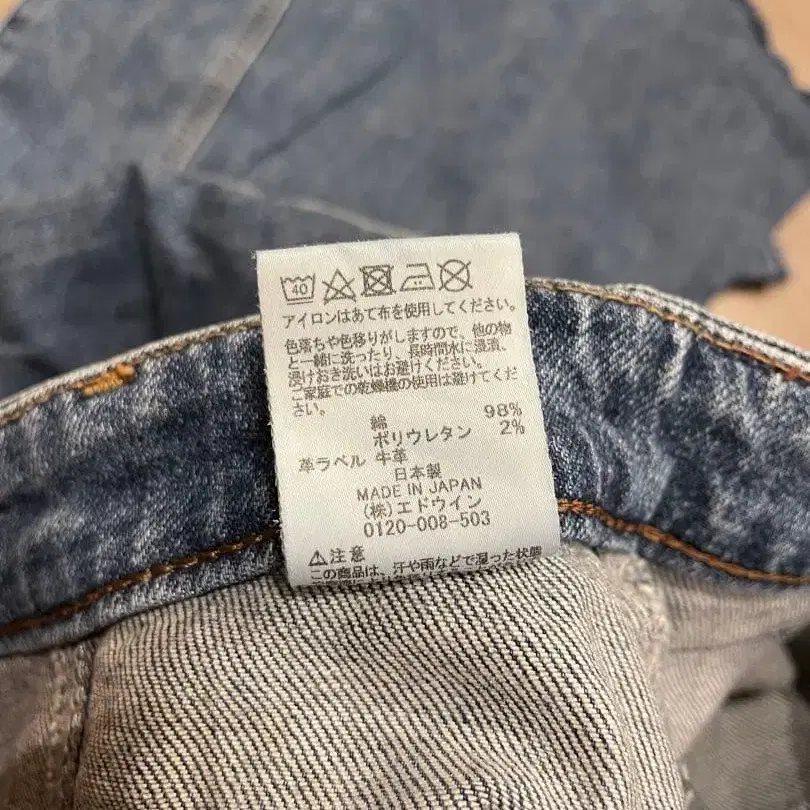 40
アイロンはあて布を使用してください。
色落ちや色移りがしますので、他の物
と一緒に洗ったり、長時間水に浸漬、
浸けおき洗いはお避けください。
ご家庭での乾燥機の使用は避けてくだ
さい。
綿 98%
ポリウレタン 2%
革ラベル 牛革
日本製
MADE IN JAPAN
(株)エドウイン
0120-008-503
⚠注意
この商品は、汗や雨などで湿った状態